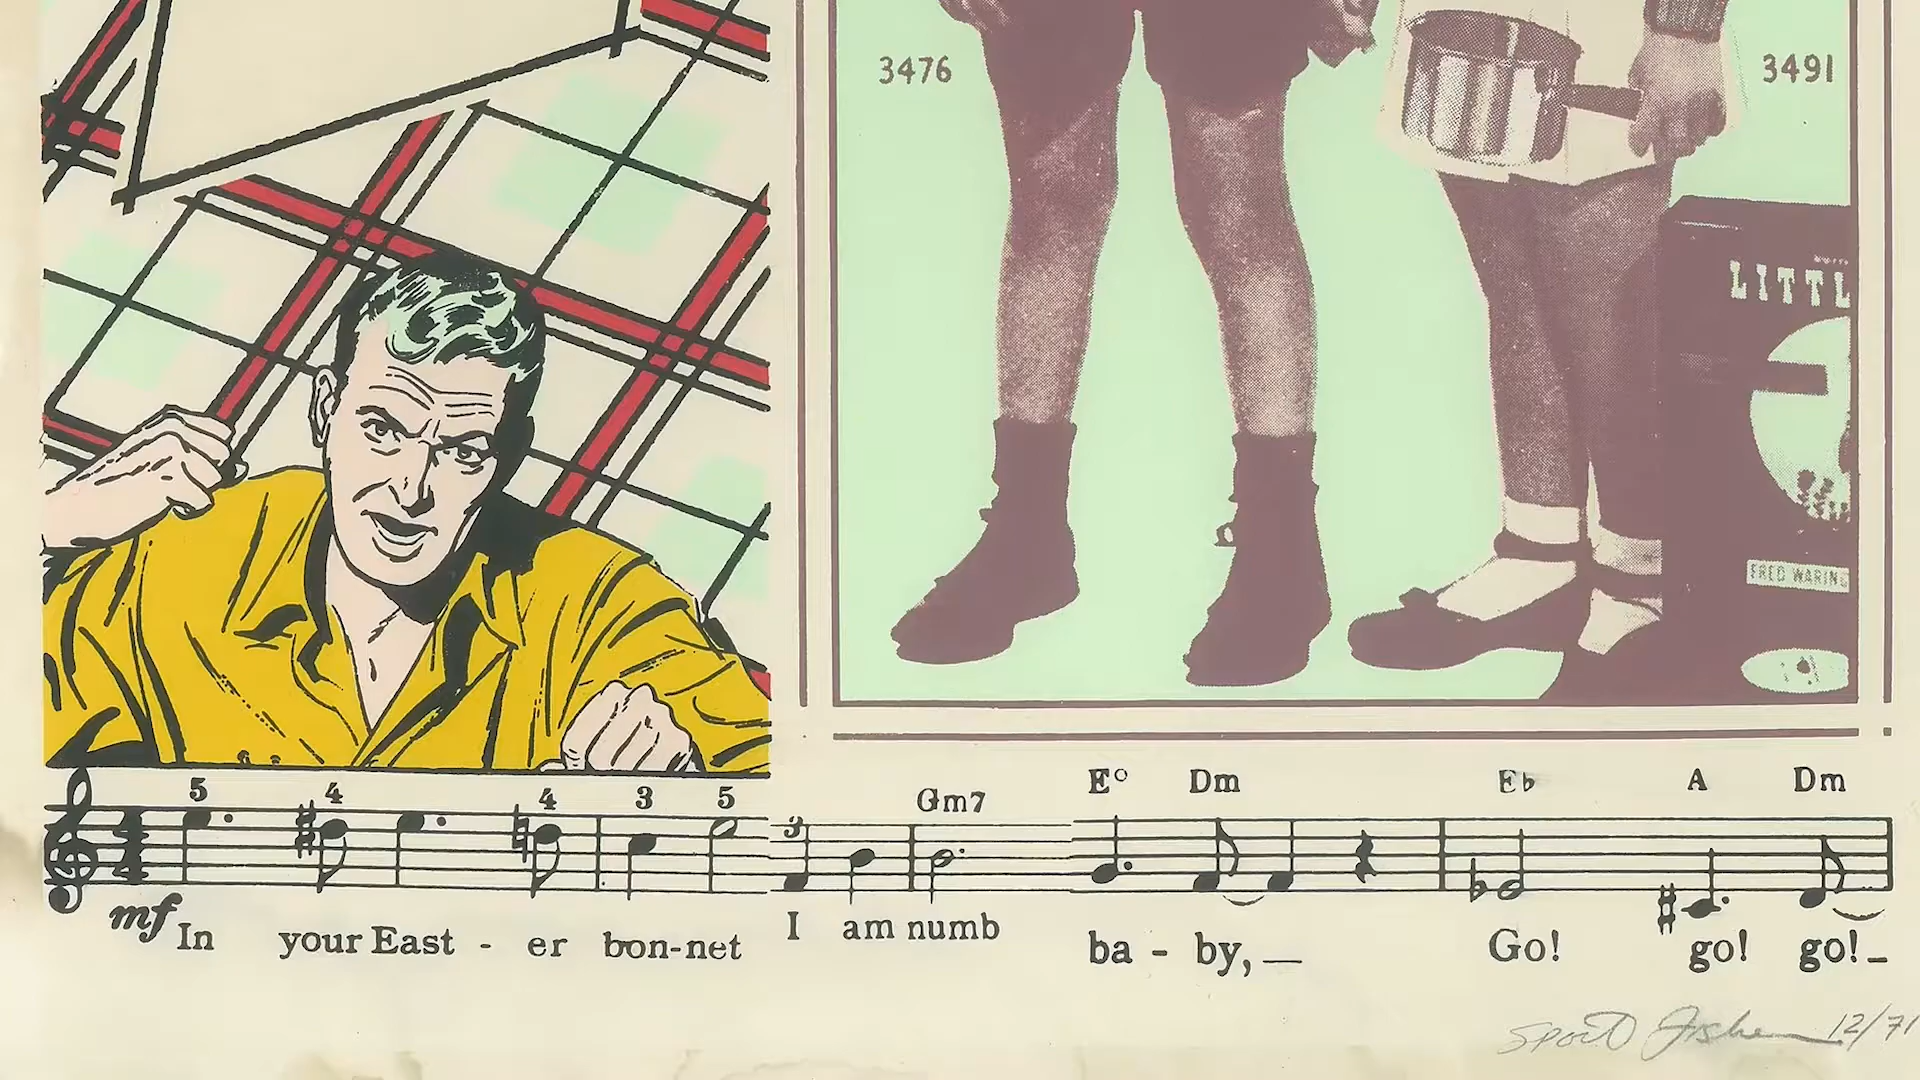 3476
3491
LITTL
FRED WARING
5 4 4 3 5 3 Gm7 E° Dm E♭ A Dm
mf In your East - er bon-net I am numb ba - by, — Go! go! go! –
12/71